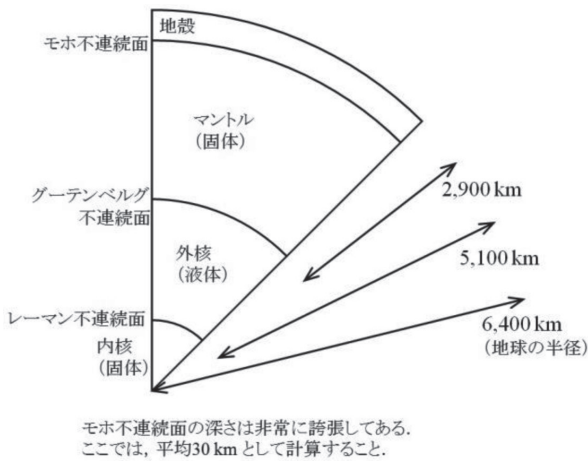 地殻
モホ不連続面
マントル
(固体)
2,900 km
グーテンベルグ
不連続面
5,100 km
外核
(液体)
6,400 km
(地球の半径)
レーマン不連続面
内核
(固体)
モホ不連続面の深さは非常に誇張してある.
ここでは, 平均30 km として計算すること.